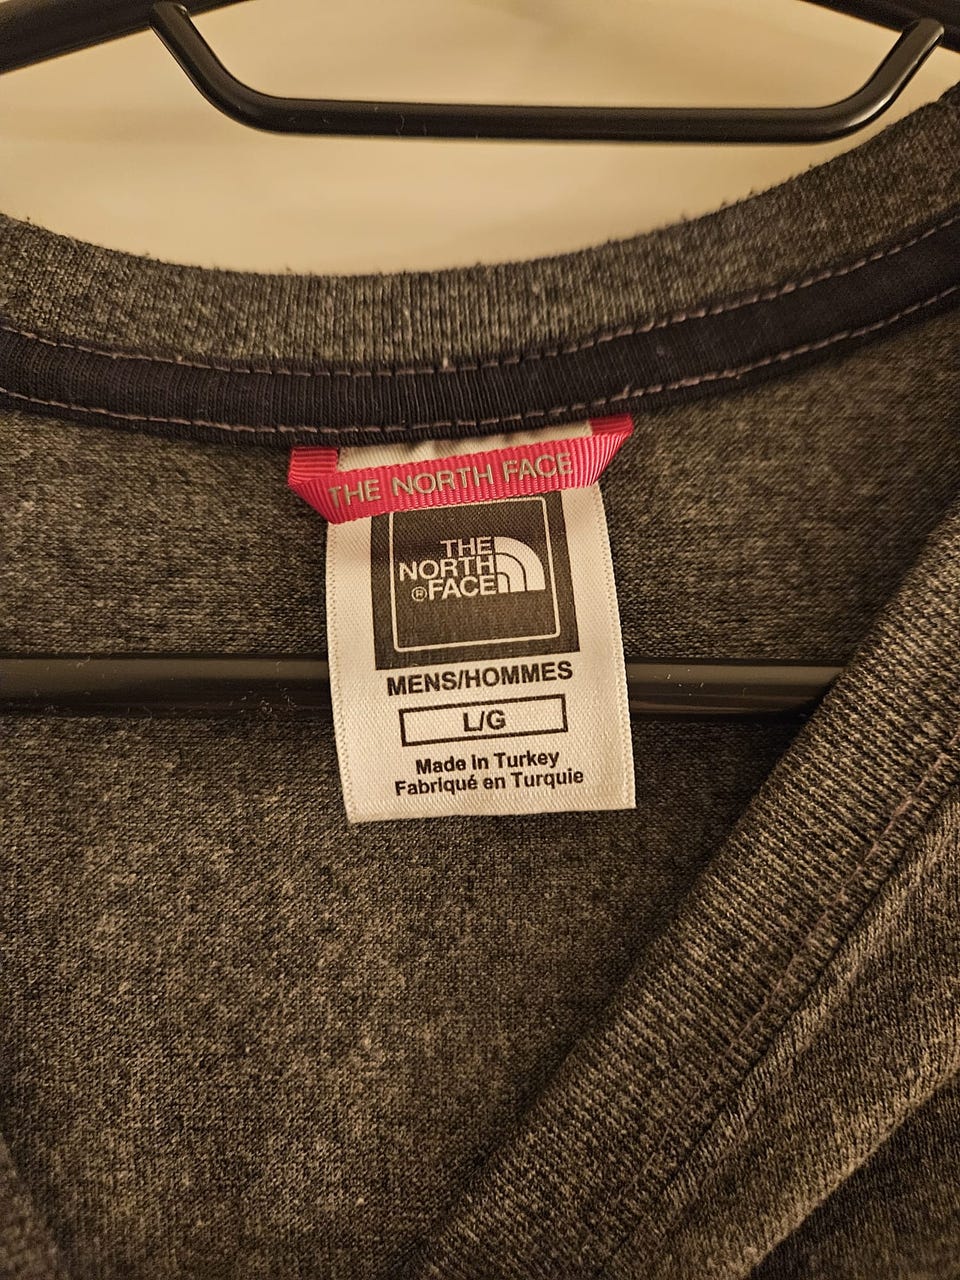 THE NORTH FACE
THE
NORTH
®FACE
MENS/HOMMES
L/G
Made in Turkey
Fabriqué en Turquie